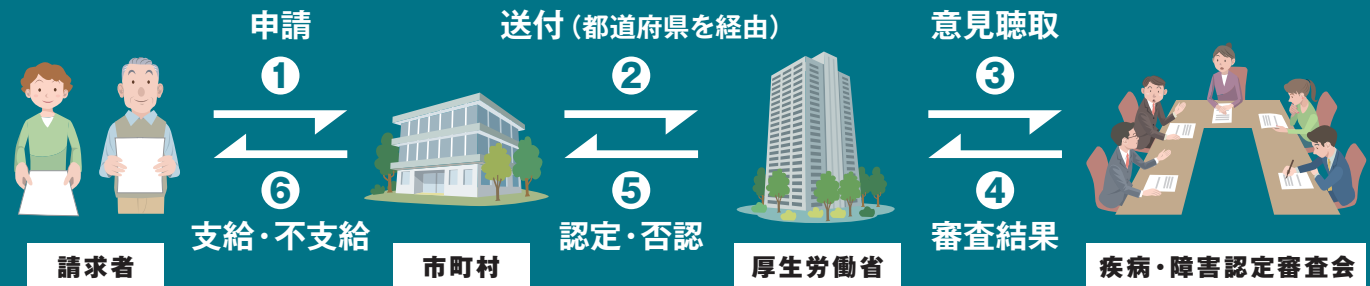 申請
①
送付（都道府県を経由）
②
意見聴取
③
⑥
支給・不支給
⑤
認定・否認
④
審査結果
請求者
市町村
厚生労働省
疾病・障害認定審査会